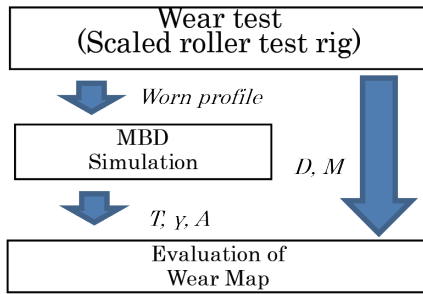 Wear test
(Scaled roller test rig)
Worn profile
MBD
Simulation
D, M
T, γ, A
Evaluation of
Wear Map